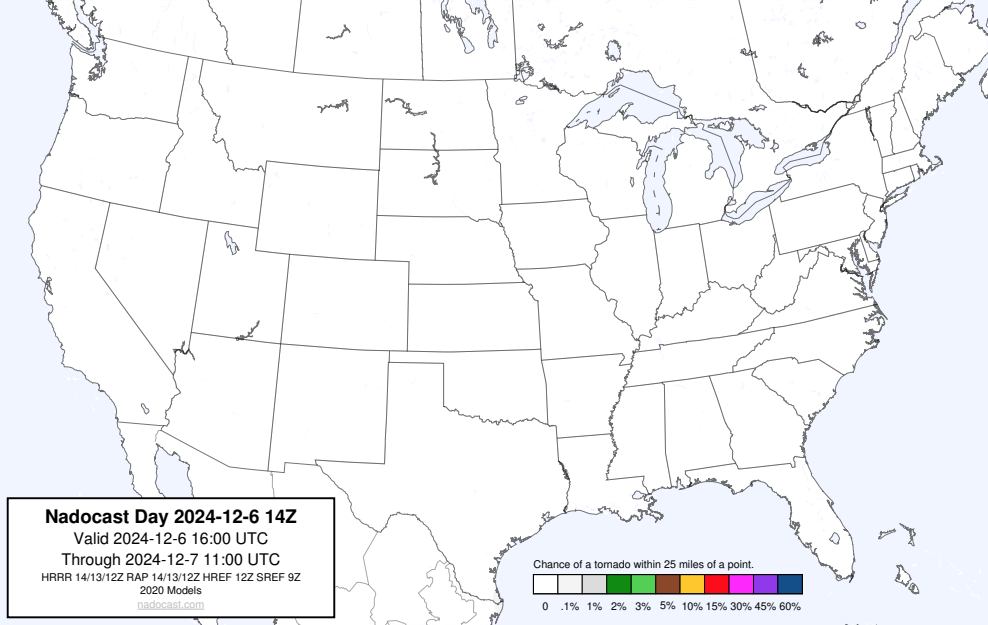 Nadocast Day 2024-12-6 14Z
Valid 2024-12-6 16:00 UTC
Through 2024-12-7 11:00 UTC
HRRR 14/13/12Z RAP 14/13/12Z HREF 12Z SREF 9Z
2020 Models
nadocast.com
Chance of a tornado within 25 miles of a point.
0 .1% 1% 2% 3% 5% 10% 15% 30% 45% 60%